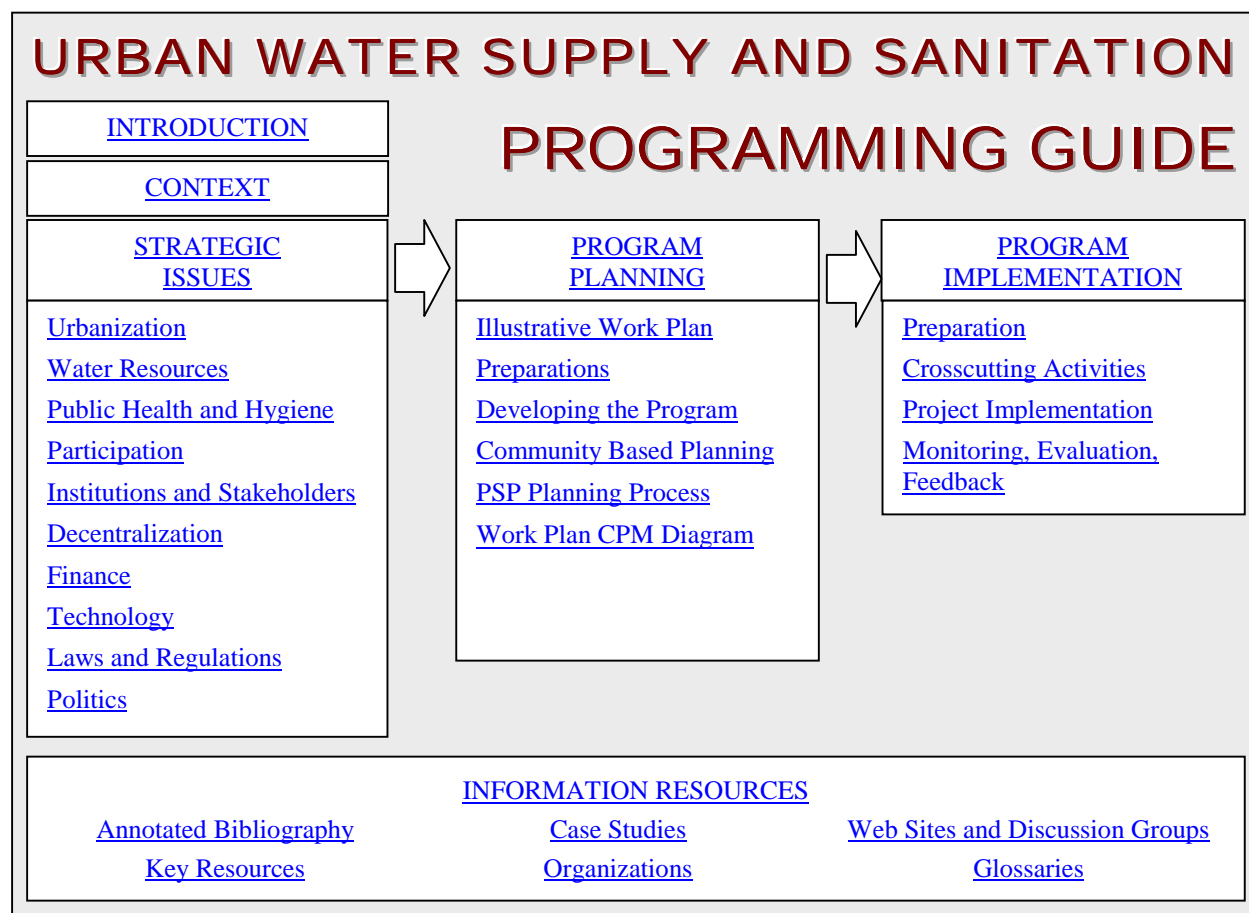 URBAN WATER SUPPLY AND SANITATION
PROGRAMMING GUIDE
INTRODUCTION
CONTEXT
STRATEGIC
ISSUES
Urbanization
Water Resources
Public Health and Hygiene
Participation
Institutions and Stakeholders
Decentralization
Finance
Technology
Laws and Regulations
Politics
PROGRAM
PLANNING
Illustrative Work Plan
Preparations
Developing the Program
Community Based Planning
PSP Planning Process
Work Plan CPM Diagram
PROGRAM
IMPLEMENTATION
Preparation
Crosscutting Activities
Project Implementation
Monitoring, Evaluation,
Feedback
INFORMATION RESOURCES
Annotated Bibliography
Case Studies
Web Sites and Discussion Groups
Key Resources
Organizations
Glossaries